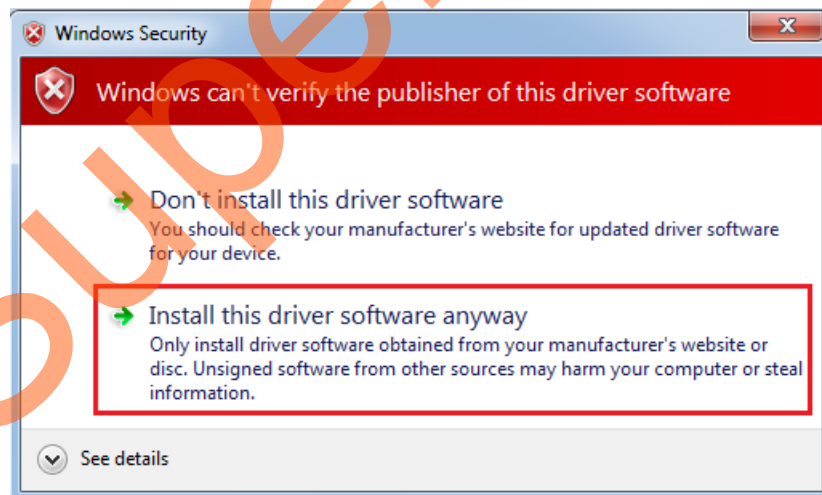 Windows Security
Windows can't verify the publisher of this driver software
Don't install this driver software
You should check your manufacturer's website for updated driver software
for your device.
Install this driver software anyway
Only install driver software obtained from your manufacturer's website or
disc. Unsigned software from other sources may harm your computer or steal
information.
See details